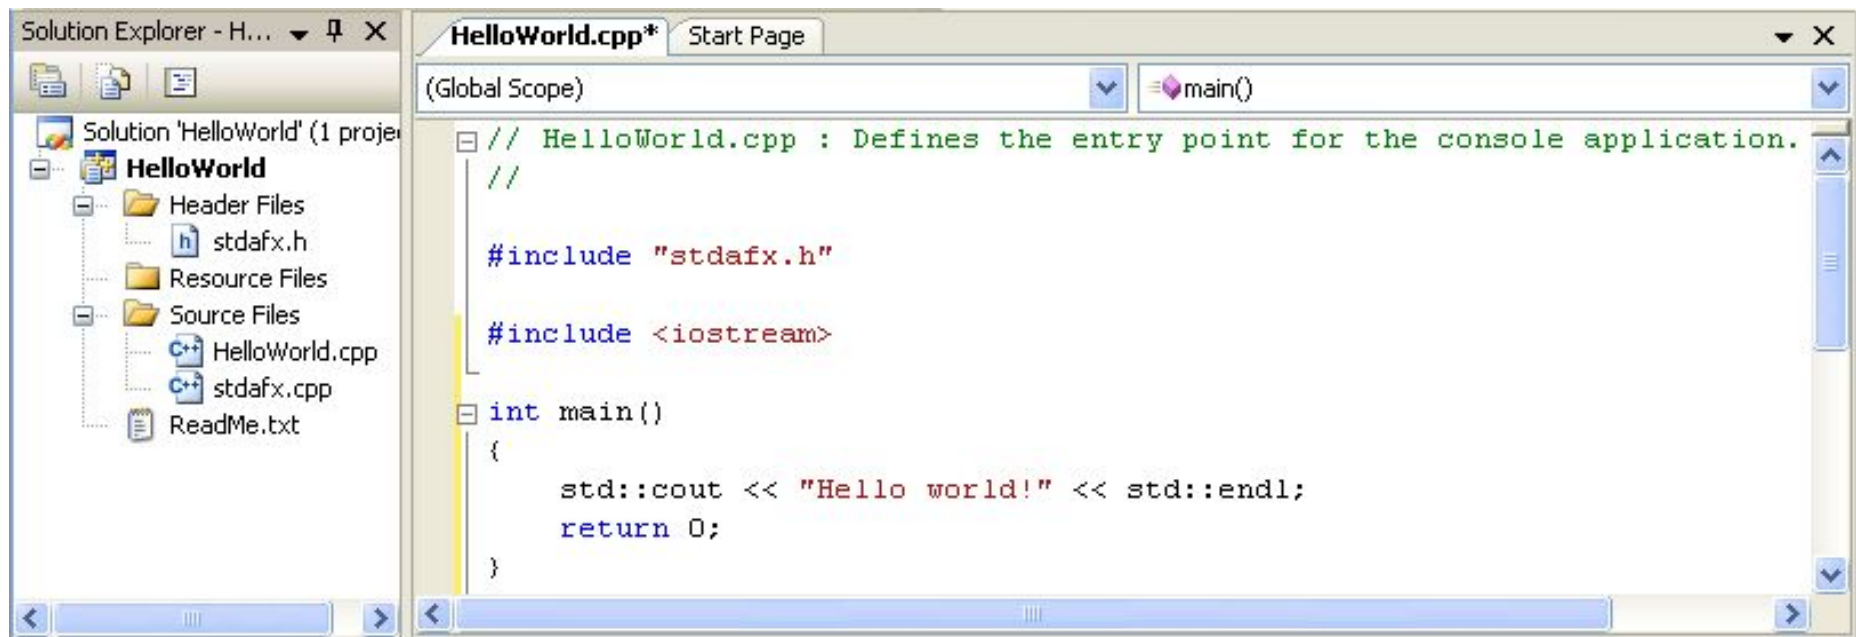 Solution Explorer - H...
Solution 'HelloWorld' (1 proje
HelloWorld
Header Files
h stdafx.h
Resource Files
Source Files
C++ HelloWorld.cpp
C++ stdafx.cpp
ReadMe.txt
HelloWorld.cpp* Start Page
(Global Scope) main()
// HelloWorld.cpp : Defines the entry point for the console application.
//
#include "stdafx.h"
#include <iostream>
int main()
{
std::cout << "Hello world!" << std::endl;
return 0;
}